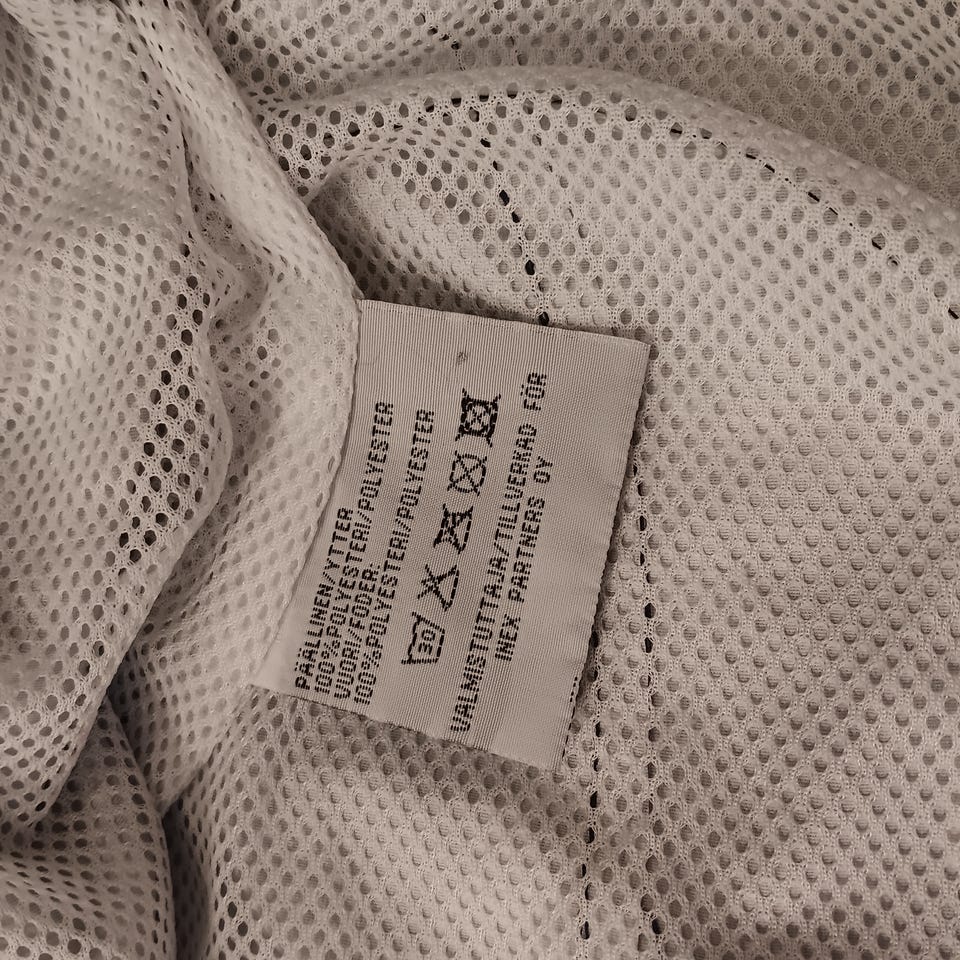 PÄÄLLINEN/YTTER
100%POLYESTERI/POLYESTER
VUORI/FODER
100%POLYESTERI/POLYESTER
30
VALMISTUTTAJA/TILLVERKAD FÖR
INEX PARTNERS OY